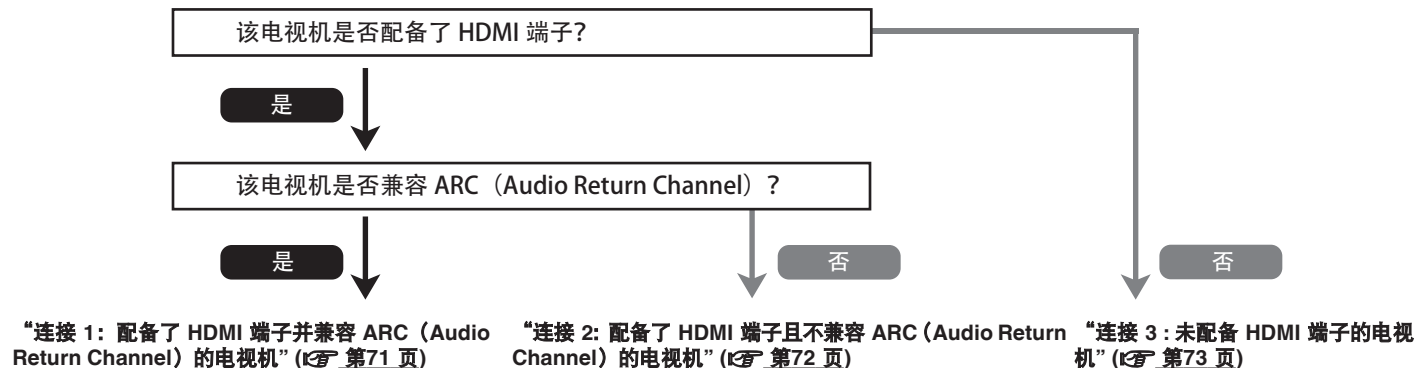 该电视机是否配备了 HDMI 端子？
是
该电视机是否兼容 ARC（Audio Return Channel）？
是
否
否
“连接 1: 配备了 HDMI 端子并兼容 ARC（Audio
Return Channel）的电视机” (☞ 第71 页)
“连接 2: 配备了 HDMI 端子且不兼容 ARC（Audio Return
Channel）的电视机” (☞ 第72 页)
“连接 3 : 未配备 HDMI 端子的电视
机” (☞ 第73 页)